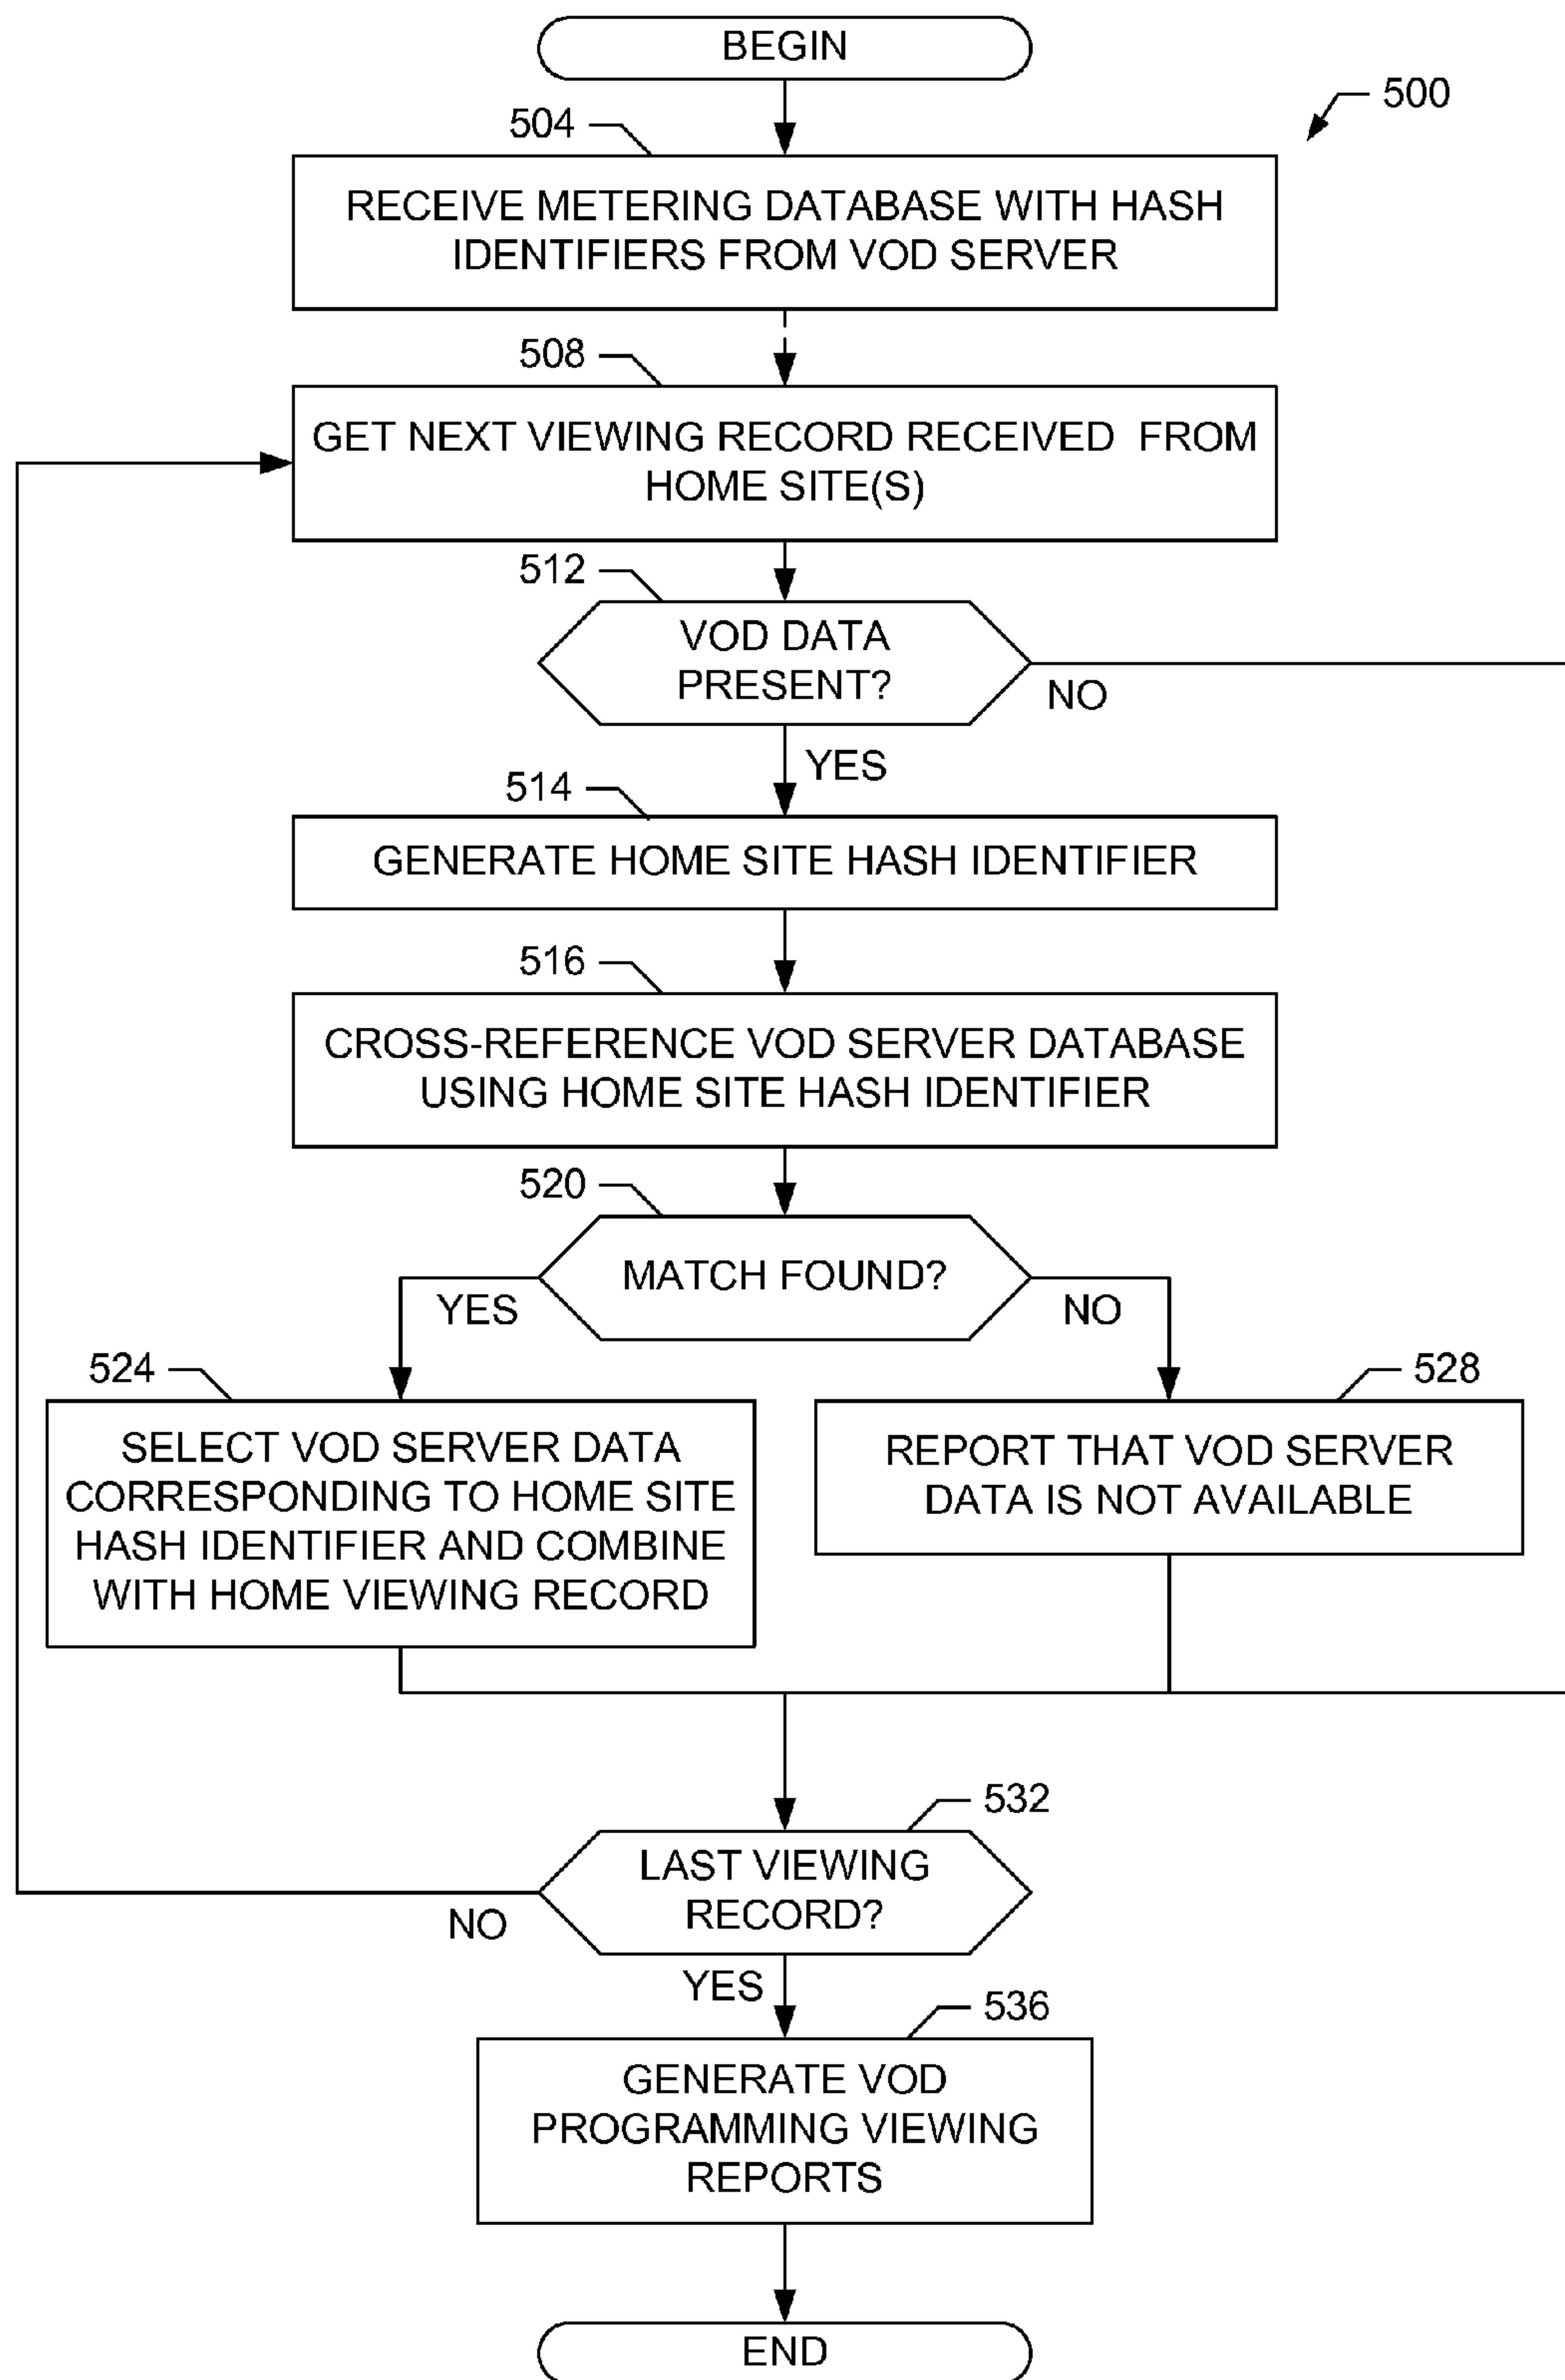 BEGIN
500
504
RECEIVE METERING DATABASE WITH HASH
IDENTIFIERS FROM VOD SERVER
508
GET NEXT VIEWING RECORD RECEIVED FROM
HOME SITE(S)
512
VOD DATA
PRESENT?
NO
YES
514
GENERATE HOME SITE HASH IDENTIFIER
516
CROSS-REFERENCE VOD SERVER DATABASE
USING HOME SITE HASH IDENTIFIER
520
MATCH FOUND?
YES
NO
524
SELECT VOD SERVER DATA
CORRESPONDING TO HOME SITE
HASH IDENTIFIER AND COMBINE
WITH HOME VIEWING RECORD
528
REPORT THAT VOD SERVER
DATA IS NOT AVAILABLE
532
LAST VIEWING
RECORD?
NO
YES
536
GENERATE VOD
PROGRAMMING VIEWING
REPORTS
END